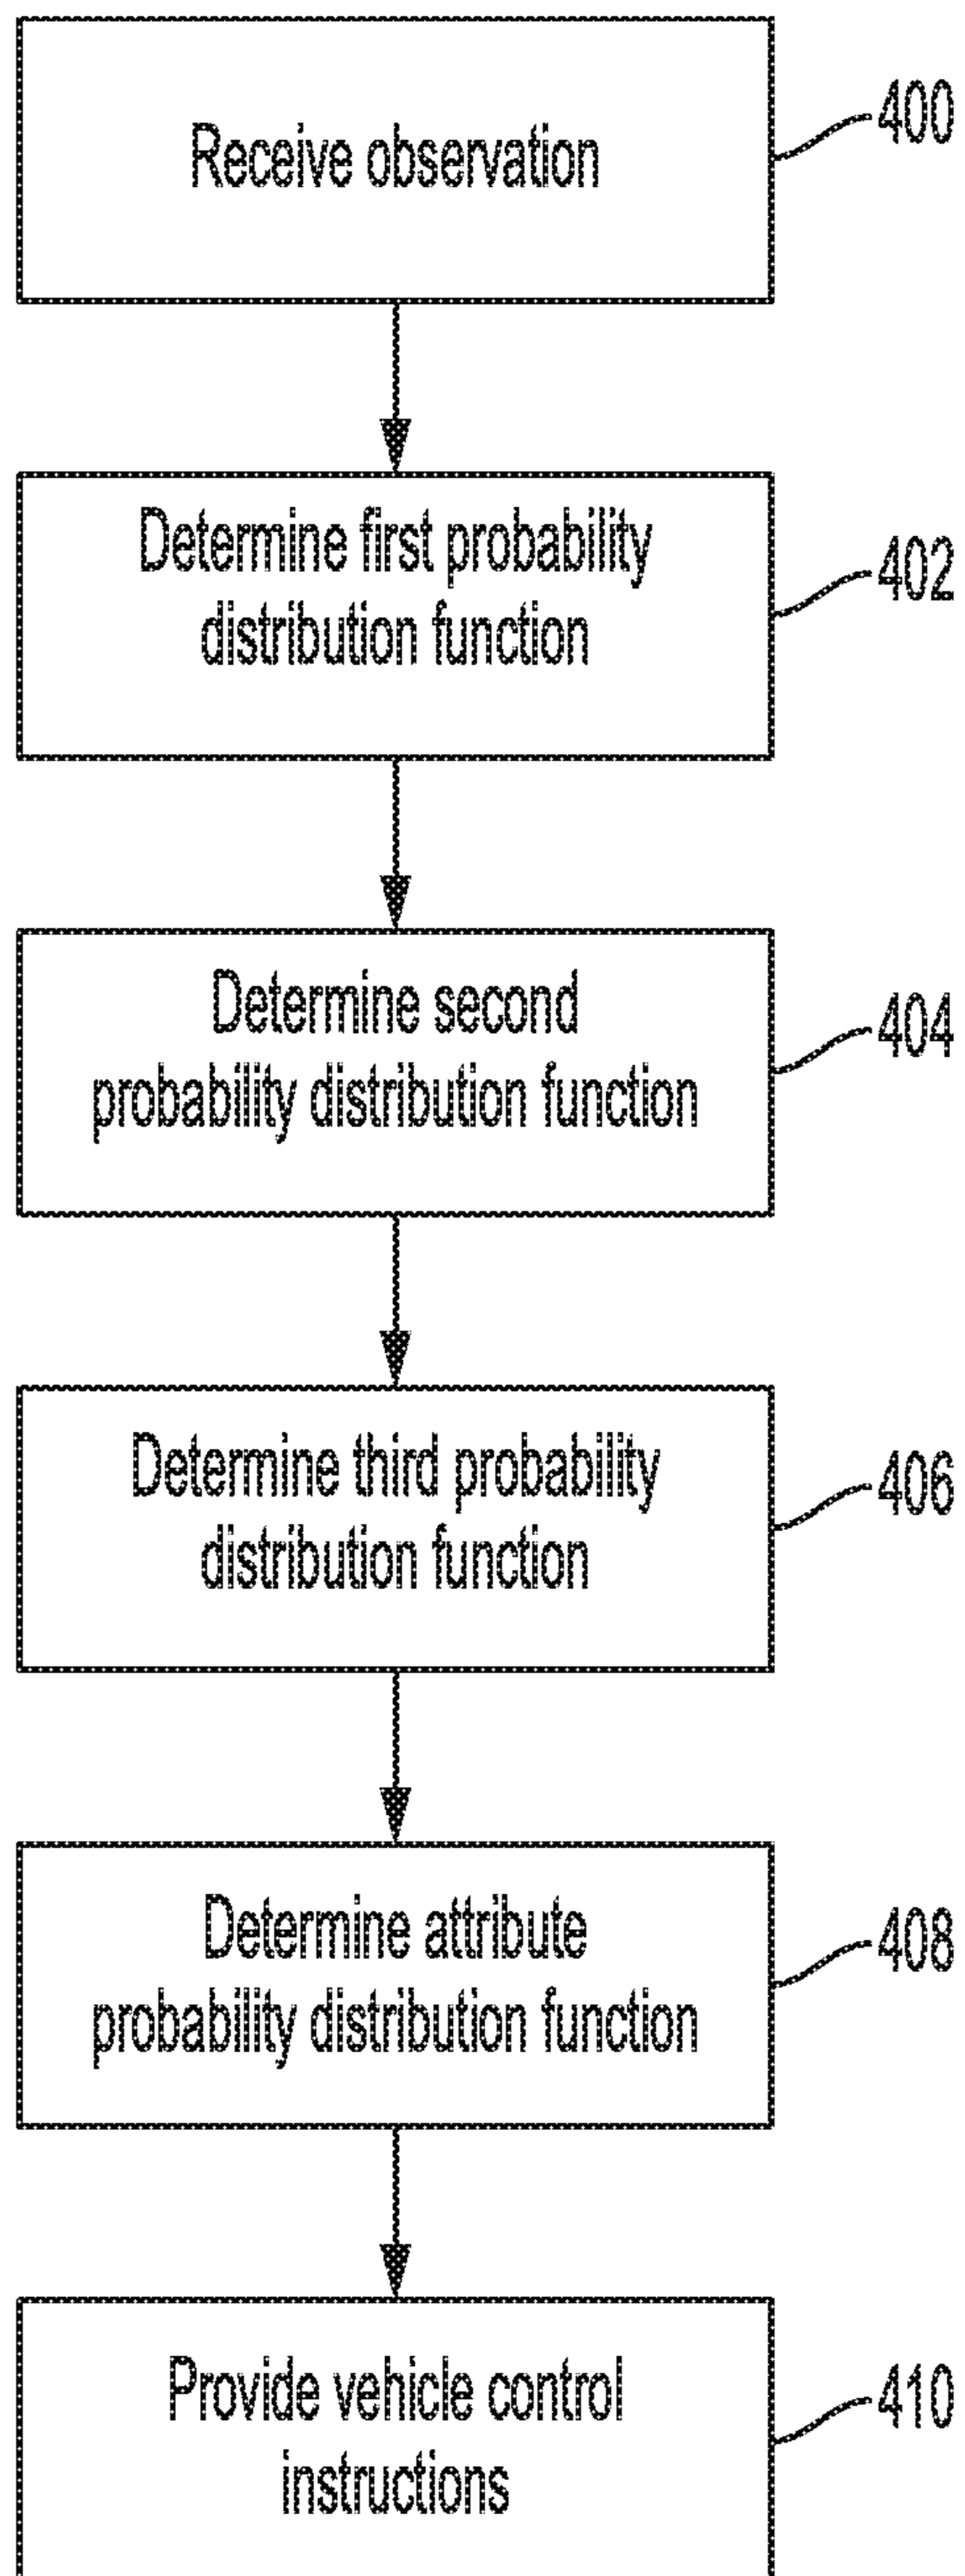 Receive observation
400
Determine first probability
distribution function
402
Determine second
probability distribution function
404
Determine third probability
distribution function
406
Determine attribute
probability distribution function
408
Provide vehicle control
instructions
410